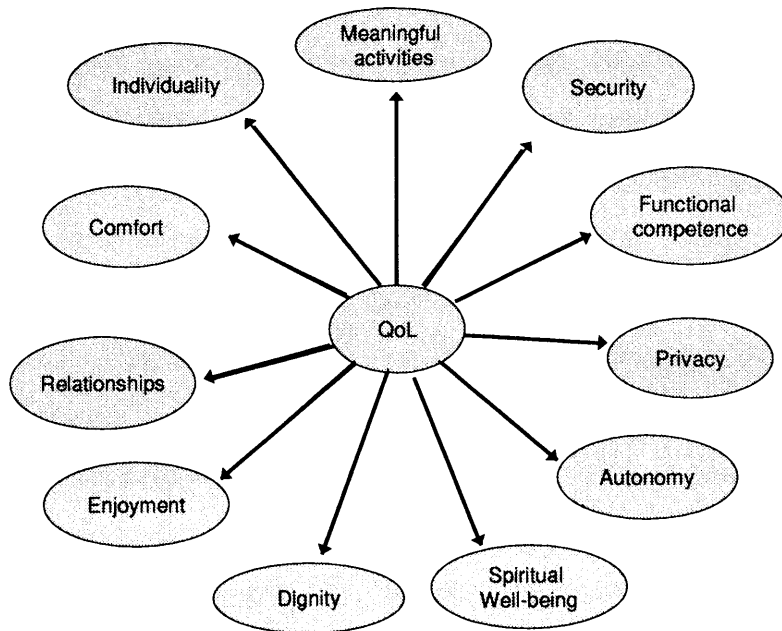 Meaningful
activities
Individuality
Security
Comfort
Functional
competence
QoL
Relationships
Privacy
Enjoyment
Autonomy
Dignity
Spiritual
Well-being